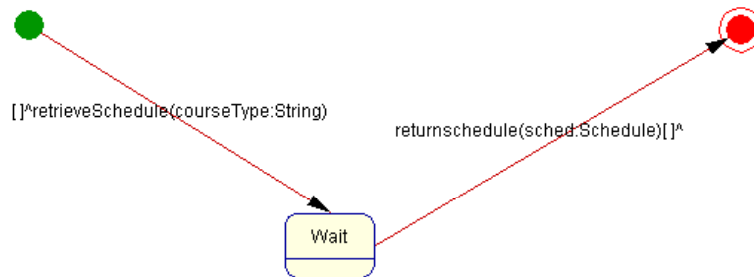 []^retrieveSchedule(courseType:String)
returnschedule(sched:Schedule)[]^
Wait